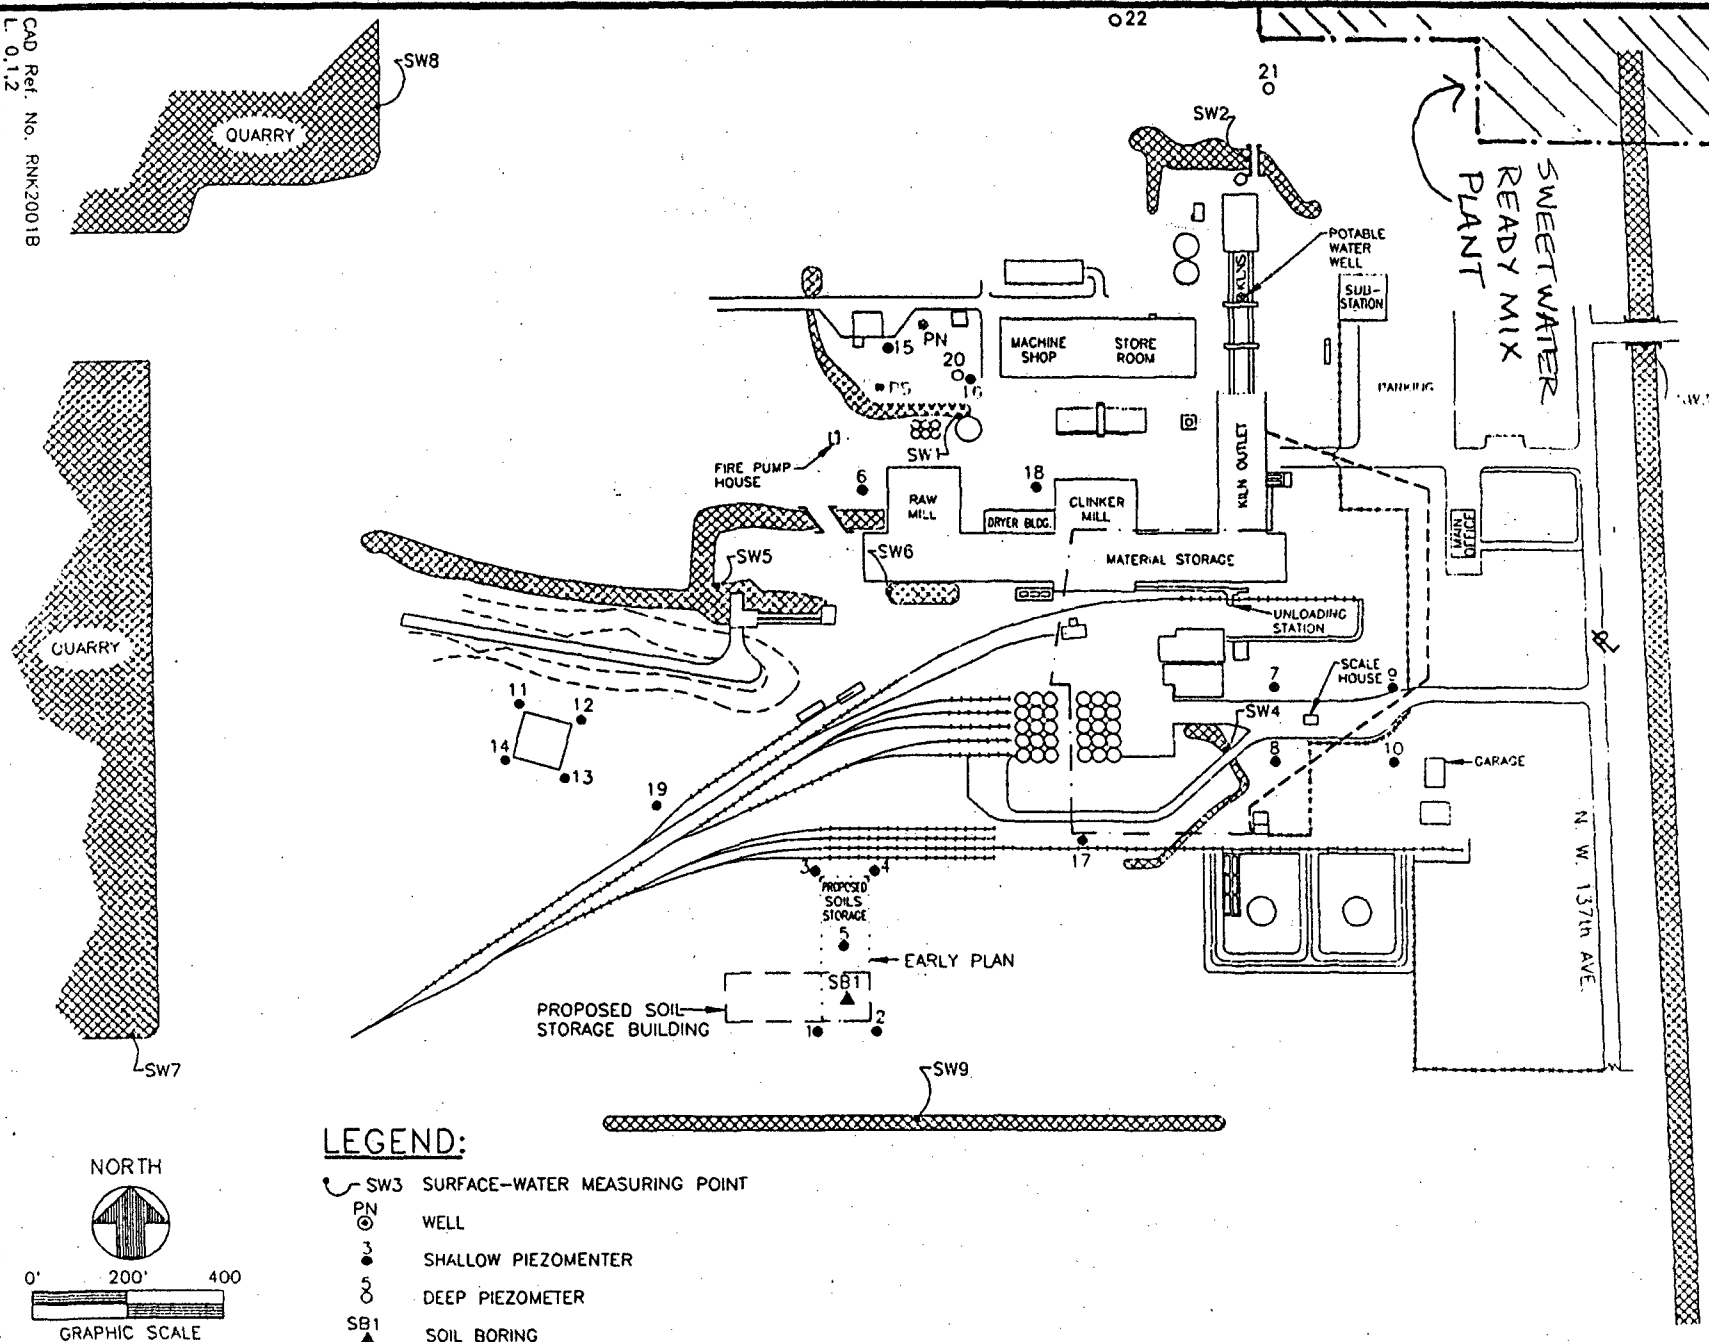 CAD Ref. No. RNK2001B
L. 0,1,2
22
21
SW8
QUARRY
SW2
SWEETWATER
READY MIX
PLANT
POTABLE
WATER
WELL
KILNS
SUB-
STATION
PN
15
20
16
MACHINE
SHOP
STORE
ROOM
PARKING
SW1
FIRE PUMP
HOUSE
6
18
RAW
MILL
DRYER BLDG.
CLINKER
MILL
KILN OUTLET
MAIN
OFFICE
SW5
SW6
MATERIAL STORAGE
UNLOADING
STATION
QUARRY
11
12
14
13
19
7
SCALE
HOUSE
9
SW4
8
10
GARAGE
17
N. W. 137th AVE.
3
4
PROPOSED
SOILS
STORAGE
5
EARLY PLAN
SB1
PROPOSED SOIL
STORAGE BUILDING
1
2
SW7
SW9
LEGEND:
SW3 SURFACE-WATER MEASURING POINT
PN WELL
3 SHALLOW PIEZOMENTER
5 DEEP PIEZOMETER
SB1 SOIL BORING
NORTH
0' 200' 400
GRAPHIC SCALE